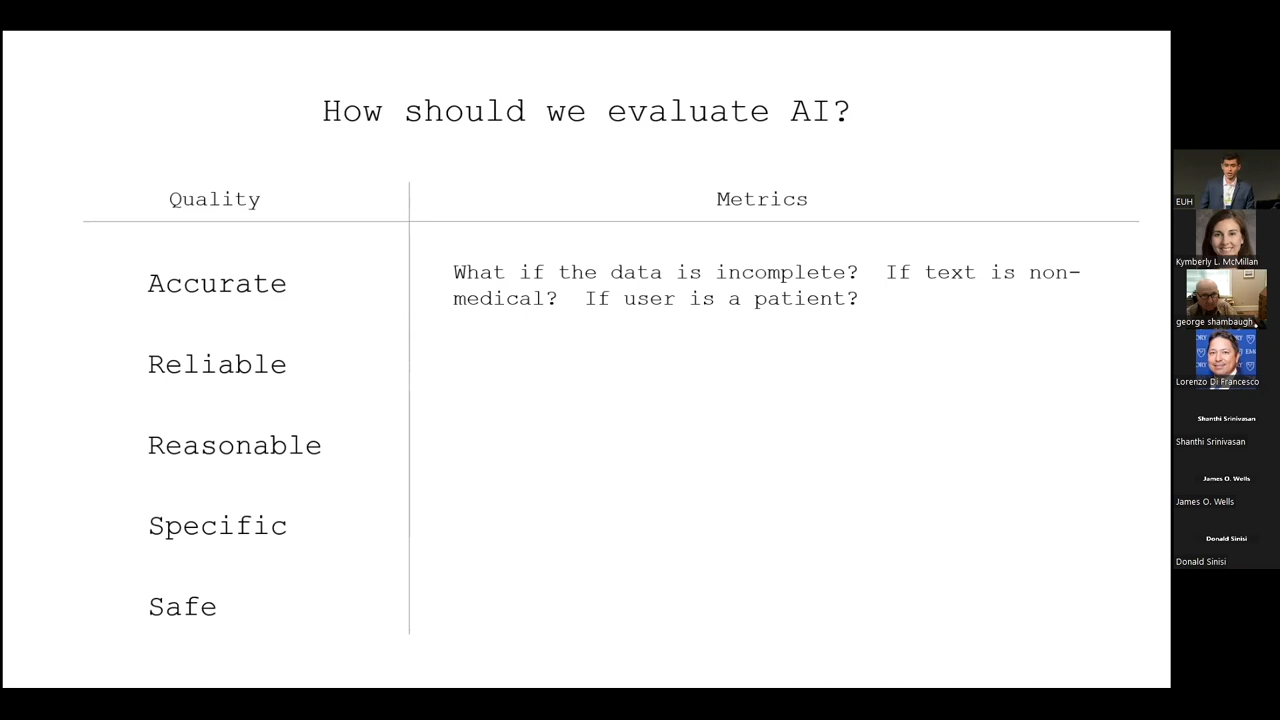 How should we evaluate AI?
Quality
Metrics
Accurate
What if the data is incomplete? If text is non-
medical? If user is a patient?
Reliable
Reasonable
Specific
Safe
EUH
Kymberly L. McMillan
george shambaugh
Lorenzo Di Francesco
Shanthi Srinivasan
Shanthi Srinivasan
James O. Wells
James O. Wells
Donald Sinisi
Donald Sinisi